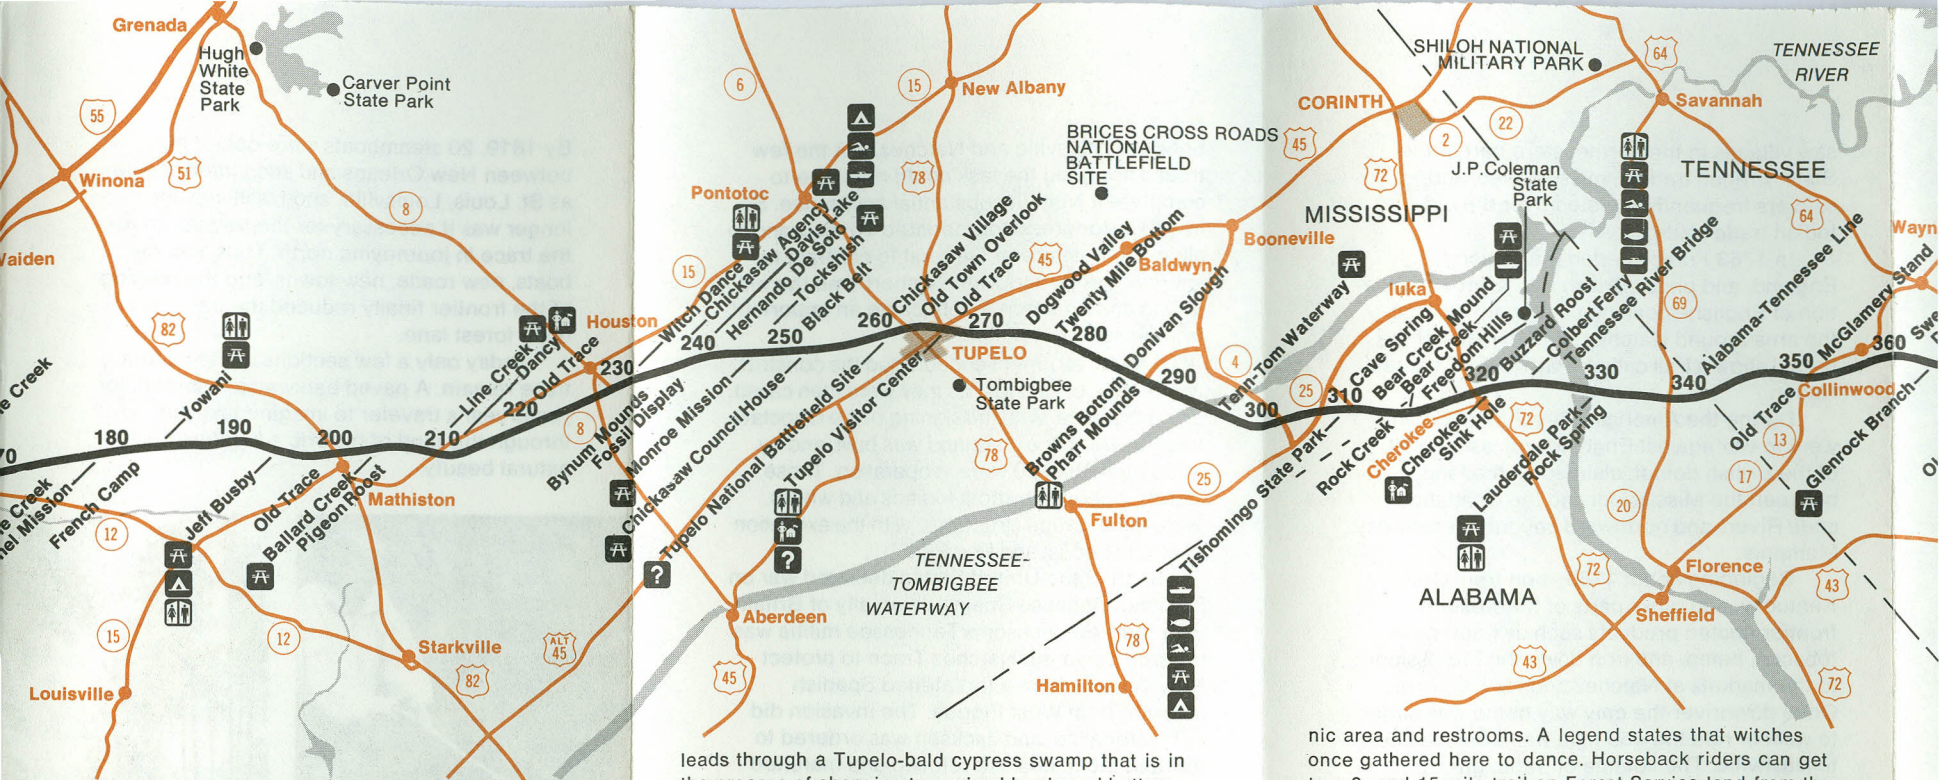 Grenada
Hugh
White
State
Park
Carver Point
State Park
55
51
Winona
8
Vaiden
82
Yowani
Creek
180
190
200
210
220
230
Line Creek
Dancy
Old Trace
Houston
8
French Camp
Jeff Busby
Old Trace
Ballard Creek
Pigeon Roost
Mathiston
12
12
15
Louisville
Starkville
82
ALT
45
Bynum Mounds
Fossil Display
Monroe Mission
Chickasaw Council House
Tupelo National Battlefield Site
Tupelo Visitor Center
6
15
New Albany
78
Pontotoc
15
Witch Dance
Chickasaw Agency
Davis Lake
Hernando De Soto
Tockshish
Black Belt
240
250
260
270
280
290
300
Chickasaw Village
Old Town Overlook
Old Trace
TUPELO
Tombigbee
State Park
45
BRICES CROSS ROADS
NATIONAL
BATTLEFIELD
SITE
Dogwood Valley
Twenty Mile Bottom
Baldwyn
Booneville
Donivan Slough
4
Browns Bottom
Pharr Mounds
78
Fulton
25
TENNESSEE-
TOMBIGBEE
WATERWAY
?
?
Aberdeen
45
Hamilton
78
Tishomingo State Park
SHILOH NATIONAL
MILITARY PARK
64
TENNESSEE
RIVER
CORINTH
45
2
22
Savannah
72
J.P.Coleman
State
Park
TENNESSEE
64
MISSISSIPPI
Iuka
Tenn-Tom Waterway
25
Cave Spring
Bear Creek Mound
Bear Creek
Freedom Hills
Buzzard Roost
Colbert Ferry
Tennessee River Bridge
69
Alabama-Tennessee Line
McGlamery Stand
310
320
330
340
350
360
Collinwood
Rock Creek
Cherokee
Cherokee
Sink Hole
72
Lauderdale Park
Rock Spring
Old Trace
13
17
20
Glenrock Branch
72
Florence
Sheffield
43
43
72
ALABAMA
leads through a Tupelo-bald cypress swamp that is in
nic area and restrooms. A legend states that witches
once gathered here to dance. Horseback riders can get